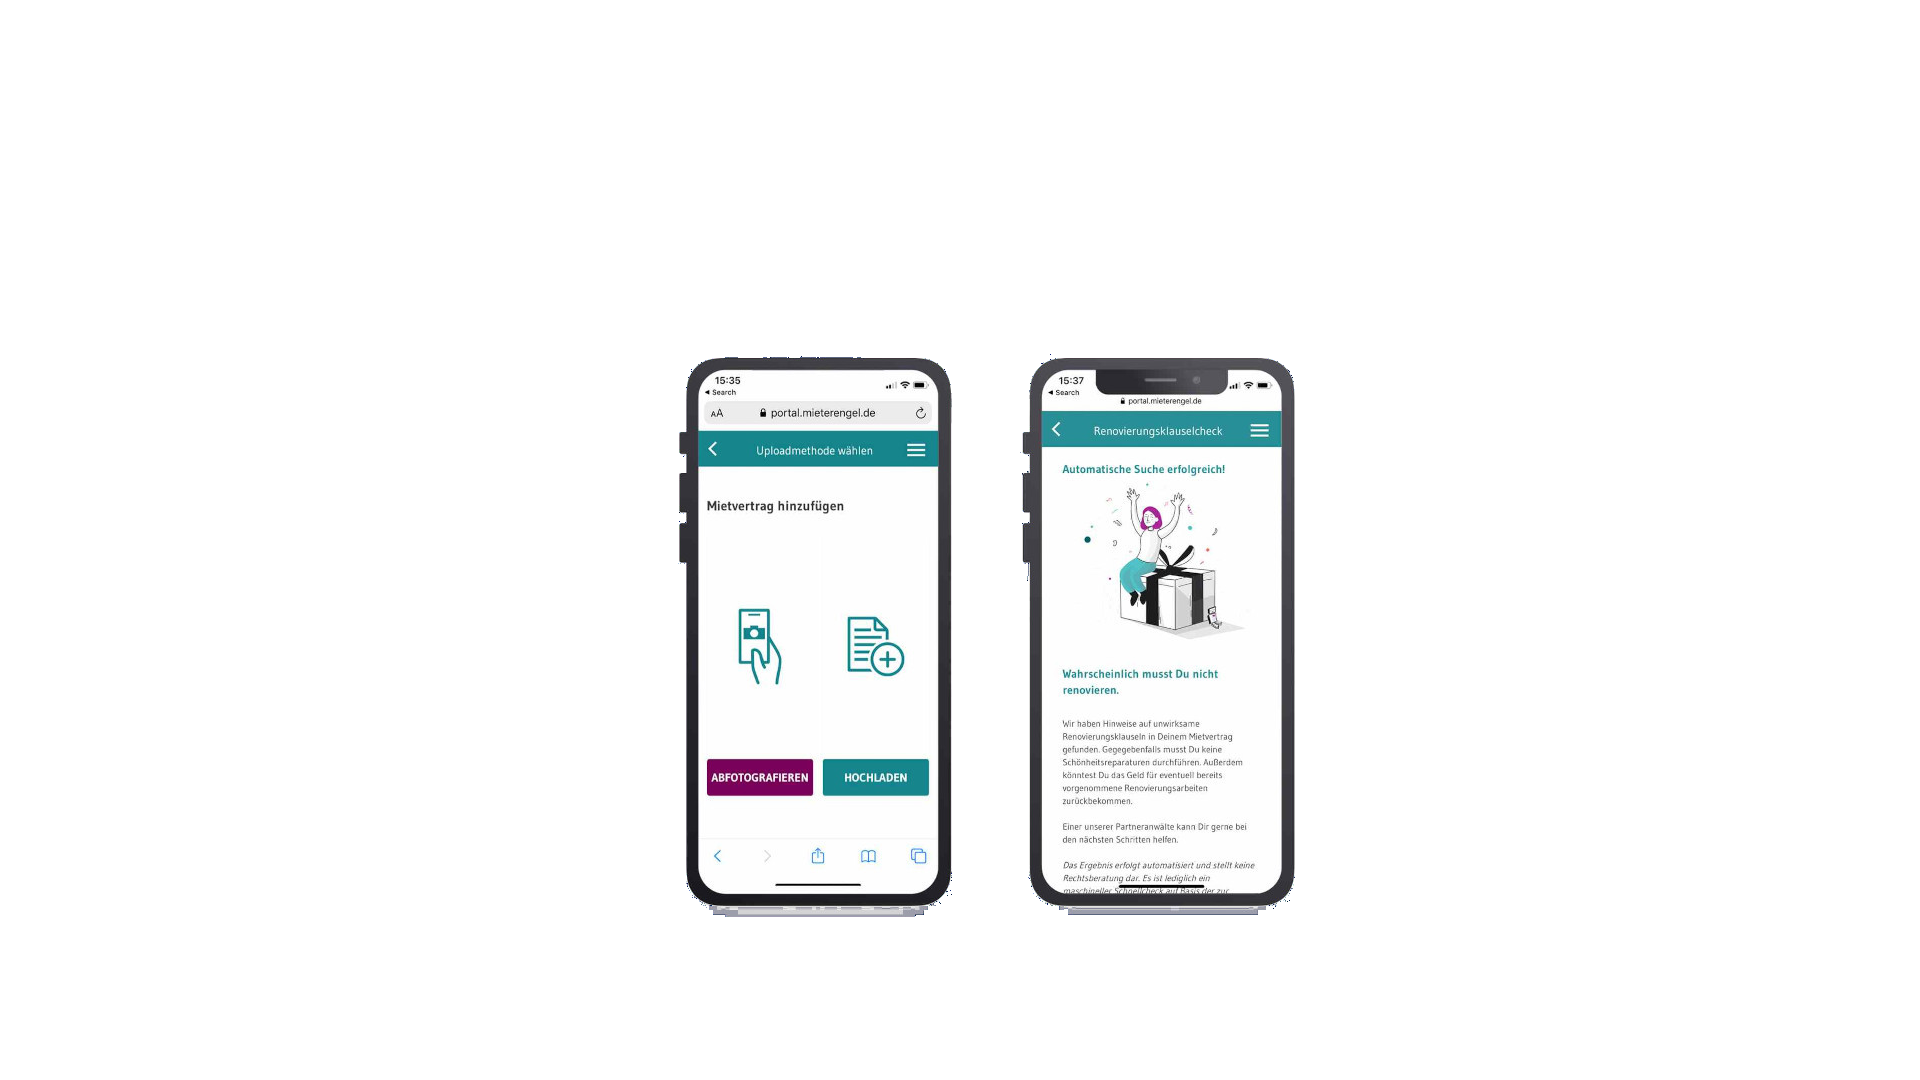 15:35
Search
AA
portal.mieterengel.de
Uploadmethode wählen
Mietvertrag hinzufügen
ABFOTOGRAFIEREN
HOCHLADEN
15:37
Search
portal.mieterengel.de
Renovierungsklauselcheck
Automatische Suche erfolgreich!
Wahrscheinlich musst Du nicht
renovieren.
Wir haben Hinweise auf unwirksame
Renovierungsklauseln in Deinem Mietvertrag
gefunden. Gegegebenfalls musst Du keine
Schönheitsreparaturen durchführen. Außerdem
könntest Du das Geld für eventuell bereits
vorgenommene Renovierungsarbeiten
zurückbekommen.
Einer unserer Partneranwälte kann Dir gerne bei
den nächsten Schritten helfen.
Das Ergebnis erfolgt automatisiert und stellt keine
Rechtsberatung dar. Es ist lediglich ein
maschineller Schnellcheck auf Basis der zur